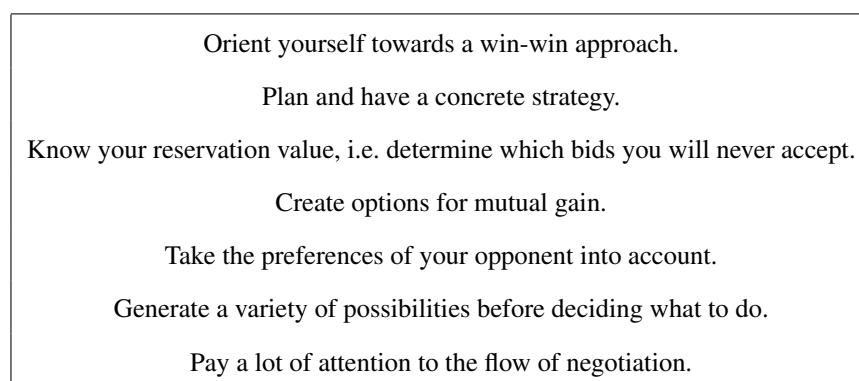 Orient yourself towards a win-win approach.
Plan and have a concrete strategy.
Know your reservation value, i.e. determine which bids you will never accept.
Create options for mutual gain.
Take the preferences of your opponent into account.
Generate a variety of possibilities before deciding what to do.
Pay a lot of attention to the flow of negotiation.